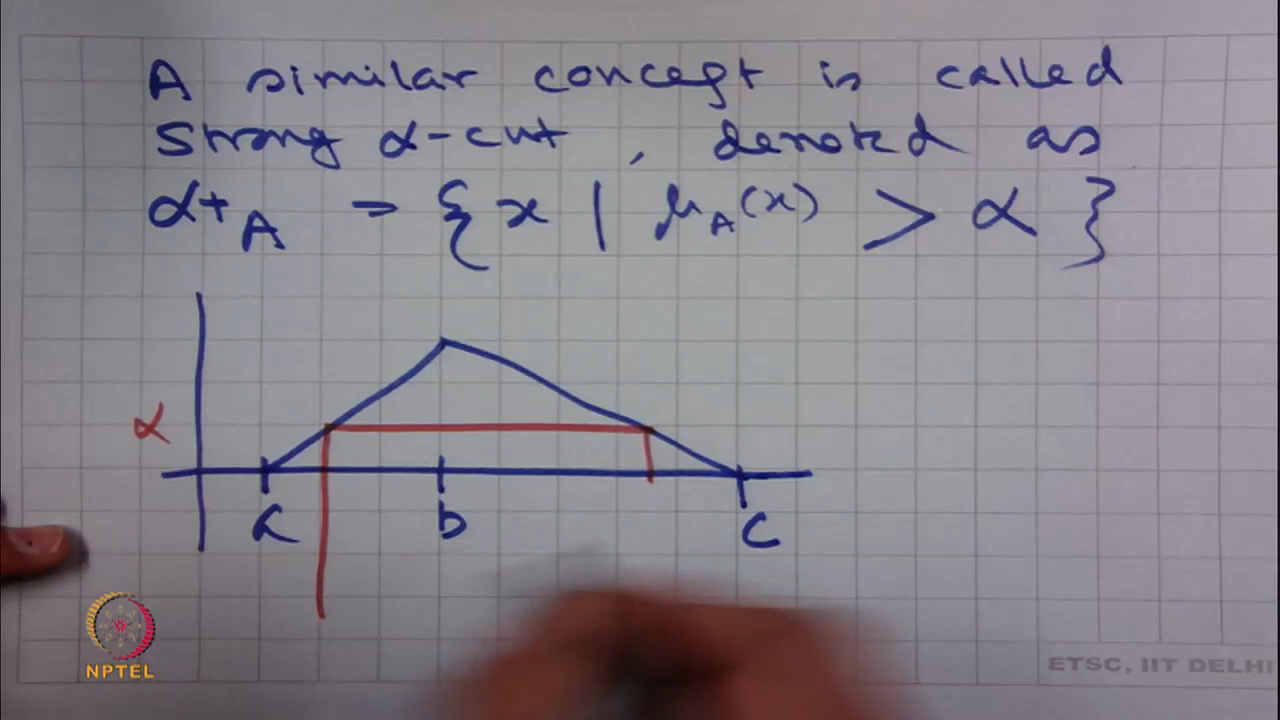 A similar concept is called
Strong α-cut, denoted as
α+A = {x | μA(x) > α}
α
a b c
NPTEL
ETSC, IIT DELHI